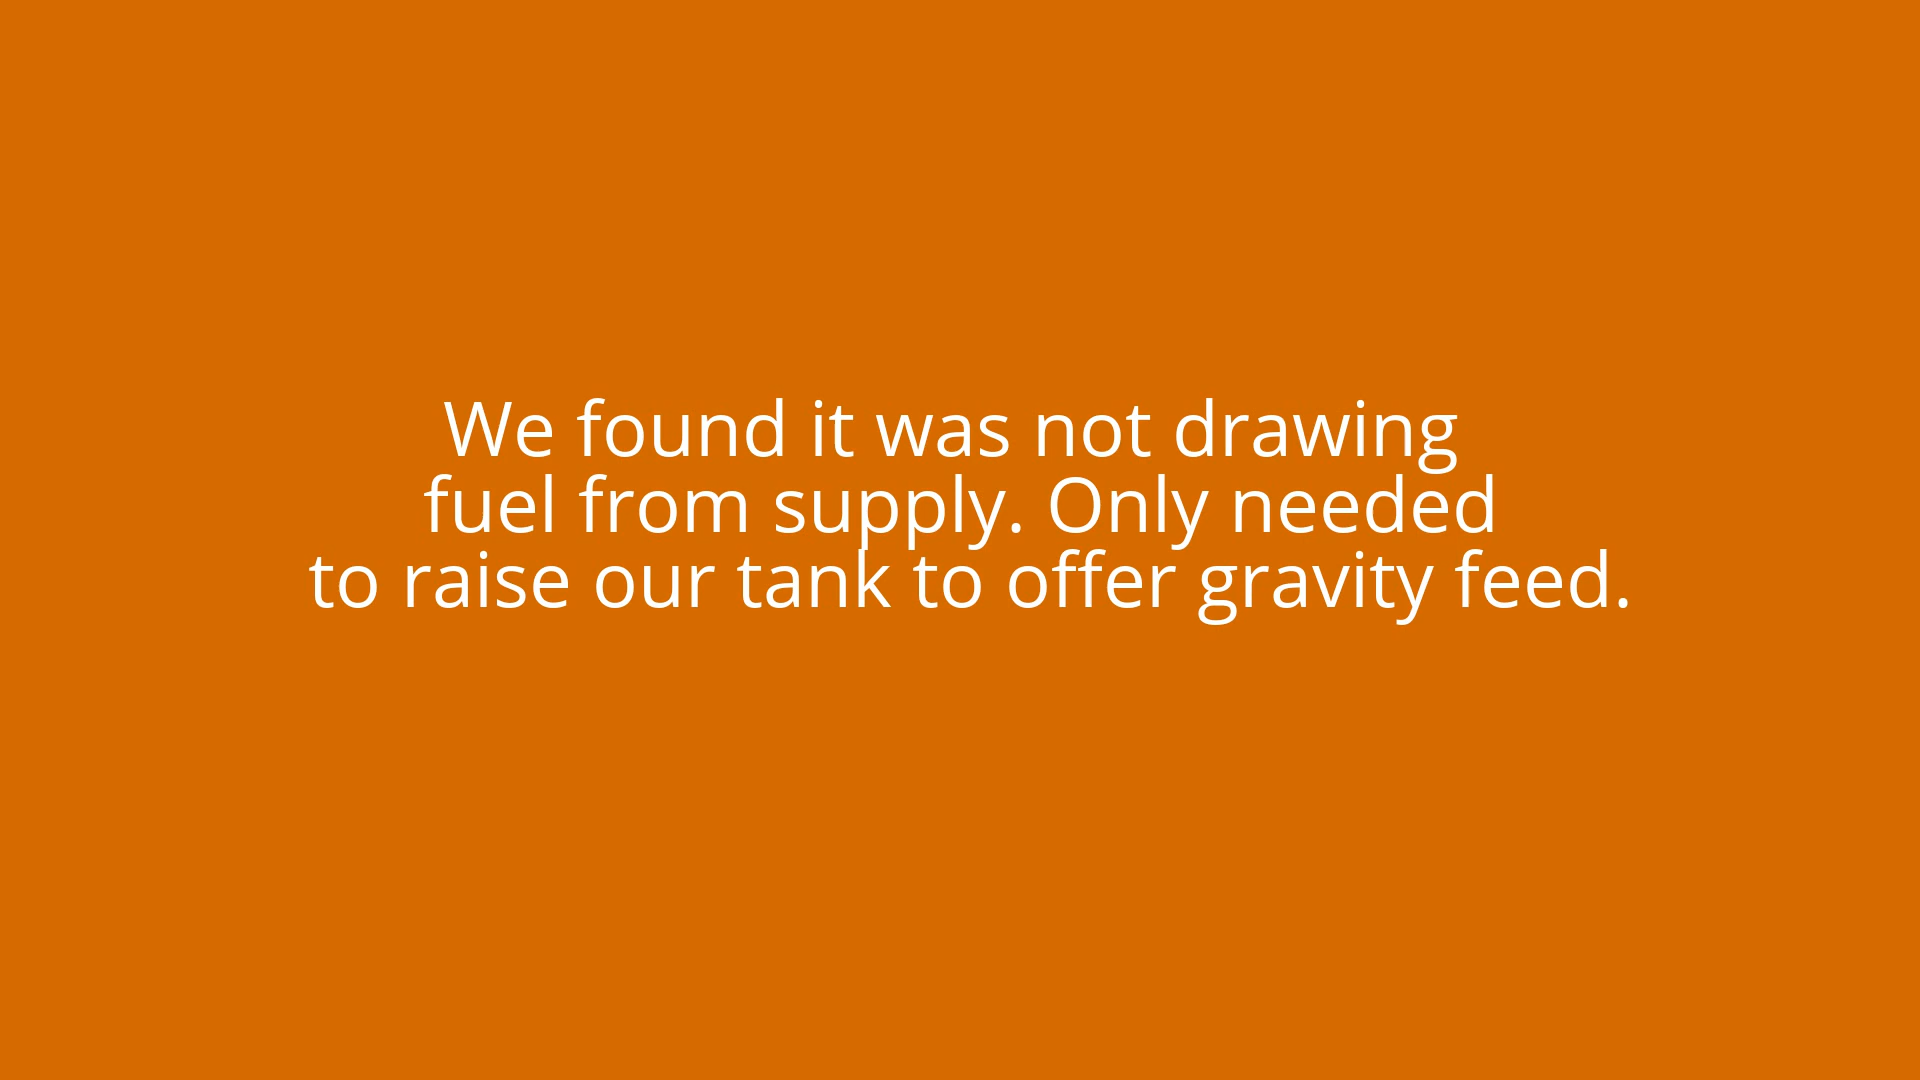 We found it was not drawing
fuel from supply. Only needed
to raise our tank to offer gravity feed.